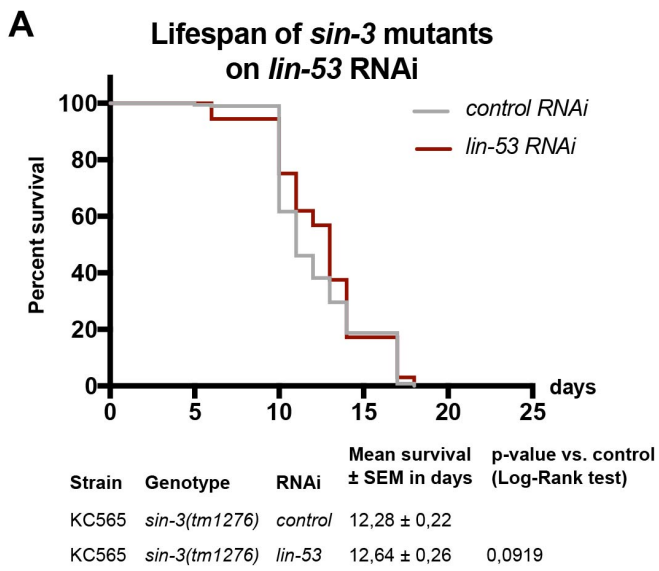 A
Lifespan of sin-3 mutants
on lin-53 RNAi
control RNAi
lin-53 RNAi
Percent survival
100
80
60
40
20
0
0 5 10 15 20 25
days
Strain Genotype RNAi Mean survival ± SEM in days p-value vs. control (Log-Rank test)
KC565 sin-3(tm1276) control 12,28 ± 0,22
KC565 sin-3(tm1276) lin-53 12,64 ± 0,26 0,0919